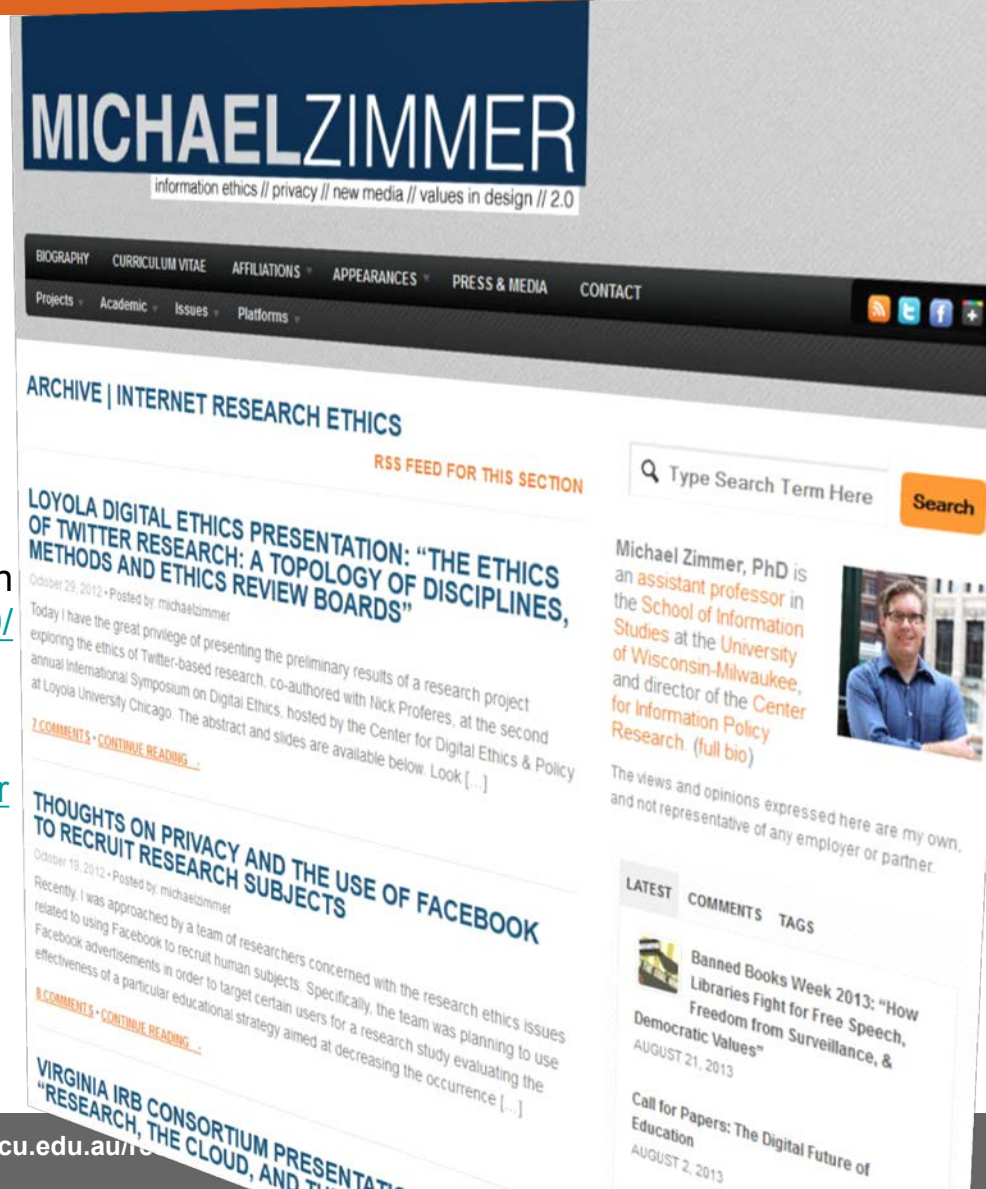 MICHAELZIMMER
information ethics // privacy // new media // values in design // 2.0
BIOGRAPHY CURRICULUM VITAE AFFILIATIONS APPEARANCES PRESS & MEDIA CONTACT
Projects Academic Issues Platforms
ARCHIVE | INTERNET RESEARCH ETHICS
RSS FEED FOR THIS SECTION
LOYOLA DIGITAL ETHICS PRESENTATION: “THE ETHICS
OF TWITTER RESEARCH: A TOPOLOGY OF DISCIPLINES,
METHODS AND ETHICS REVIEW BOARDS”
October 29, 2012 • Posted by: michaelzimmer
Today I have the great privilege of presenting the preliminary results of a research project
exploring the ethics of Twitter-based research, co-authored with Nick Proferes, at the second
annual International Symposium on Digital Ethics, hosted by the Center for Digital Ethics & Policy
at Loyola University Chicago. The abstract and slides are available below. Look [...]
7 COMMENTS • CONTINUE READING →
THOUGHTS ON PRIVACY AND THE USE OF FACEBOOK
TO RECRUIT RESEARCH SUBJECTS
October 19, 2012 • Posted by: michaelzimmer
Recently, I was approached by a team of researchers concerned with the research ethics issues
related to using Facebook to recruit human subjects. Specifically, the team was planning to use
Facebook advertisements in order to target certain users for a research study evaluating the
effectiveness of a particular educational strategy aimed at decreasing the occurrence [...]
8 COMMENTS • CONTINUE READING →
VIRGINIA IRB CONSORTIUM PRESENTATION
“RESEARCH, THE CLOUD, AND
Type Search Term Here Search
Michael Zimmer, PhD is
an assistant professor in
the School of Information
Studies at the University
of Wisconsin-Milwaukee,
and director of the Center
for Information Policy
Research. (full bio)
The views and opinions expressed here are my own,
and not representative of any employer or partner.
LATEST COMMENTS TAGS
Banned Books Week 2013: “How
Libraries Fight for Free Speech,
Freedom from Surveillance, &
Democratic Values”
AUGUST 21, 2013
Call for Papers: The Digital Future of
Education
AUGUST 2, 2013
cu.edu.au/